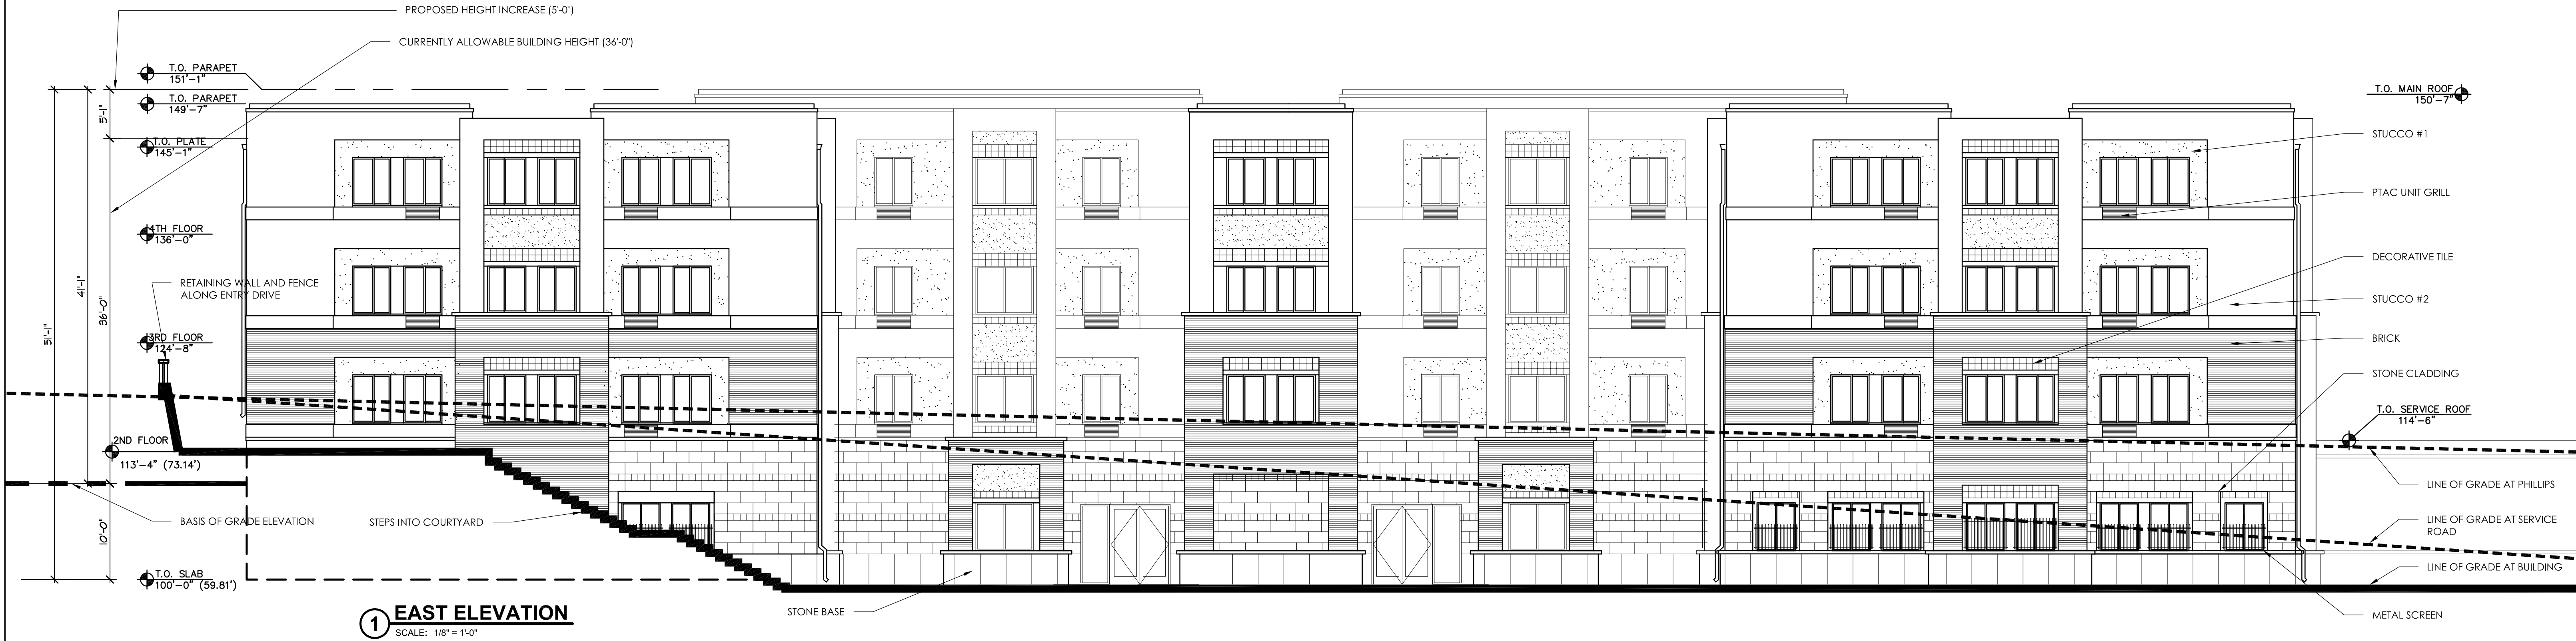 PROPOSED HEIGHT INCREASE (5'-0")
CURRENTLY ALLOWABLE BUILDING HEIGHT (36'-0")
T.O. PARAPET
151'-1"
T.O. PARAPET
149'-7"
T.O. PLATE
145'-1"
4TH FLOOR
136'-0"
RETAINING WALL AND FENCE
ALONG ENTRY DRIVE
3RD FLOOR
124'-8"
2ND FLOOR
113'-4" (73.14')
BASIS OF GRADE ELEVATION
STEPS INTO COURTYARD
T.O. SLAB
100'-0" (59.81')
51'-1"
41'-1"
5'-1"
36'-0"
10'-0"
1
EAST ELEVATION
SCALE: 1/8" = 1'-0"
STONE BASE
T.O. MAIN ROOF
150'-7"
STUCCO #1
PTAC UNIT GRILL
DECORATIVE TILE
STUCCO #2
BRICK
STONE CLADDING
T.O. SERVICE ROOF
114'-6"
LINE OF GRADE AT PHILLIPS
LINE OF GRADE AT SERVICE
ROAD
LINE OF GRADE AT BUILDING
METAL SCREEN